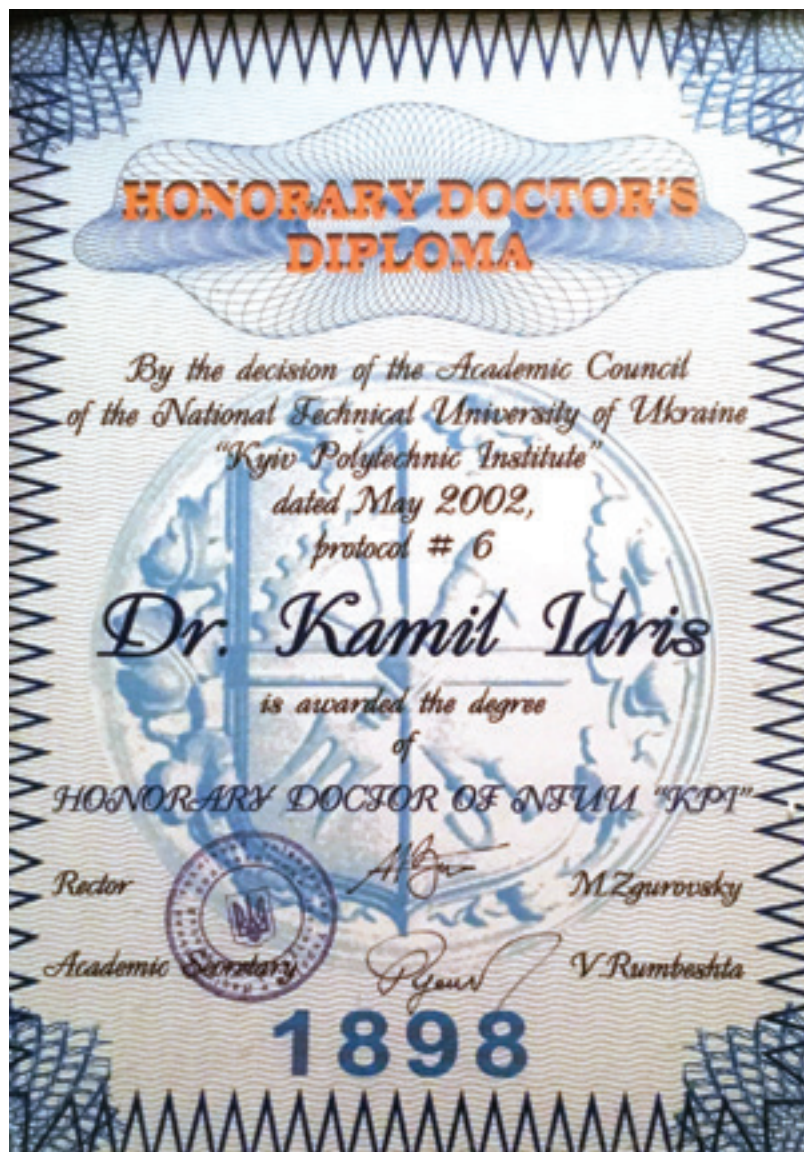 HONORARY DOCTOR'S
DIPLOMA
By the decision of the Academic Council
of the National Technical University of Ukraine
"Kyiv Polytechnic Institute"
dated May 2002,
protocol # 6
Dr. Kamil Idris
is awarded the degree
of
HONORARY DOCTOR OF NTUU "KPI"
Rector M.Zgurovsky
Academic Secretary V.Rumbeshta
1898